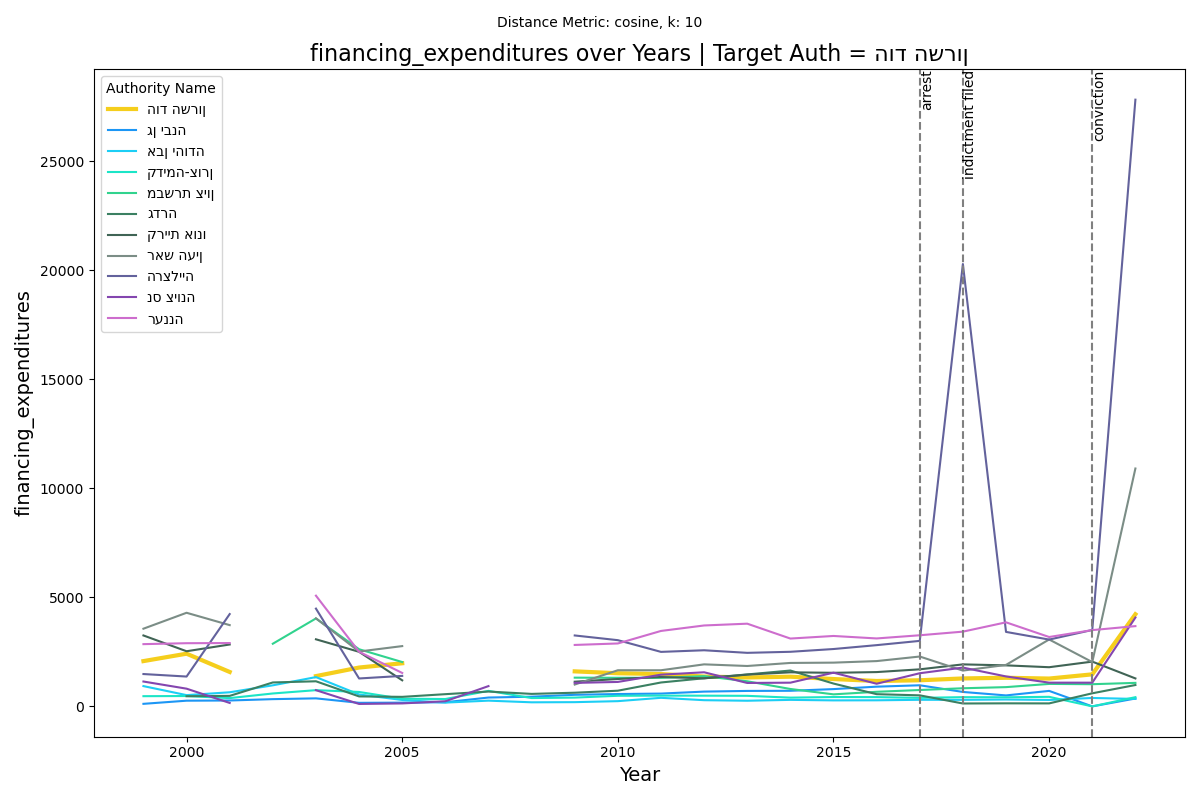 Distance Metric: cosine, k: 10
financing_expenditures over Years | Target Auth = הוד השרון
Authority Name
הוד השרון
גן יבנה
אבן יהודה
קדימה-צורן
מבשרת ציון
גדרה
קריית אונו
ראש העין
הרצלייה
נס ציונה
רעננה
arrest
indictment filed
conviction
financing_expenditures
25000
20000
15000
10000
5000
0
2000
2005
2010
2015
2020
Year